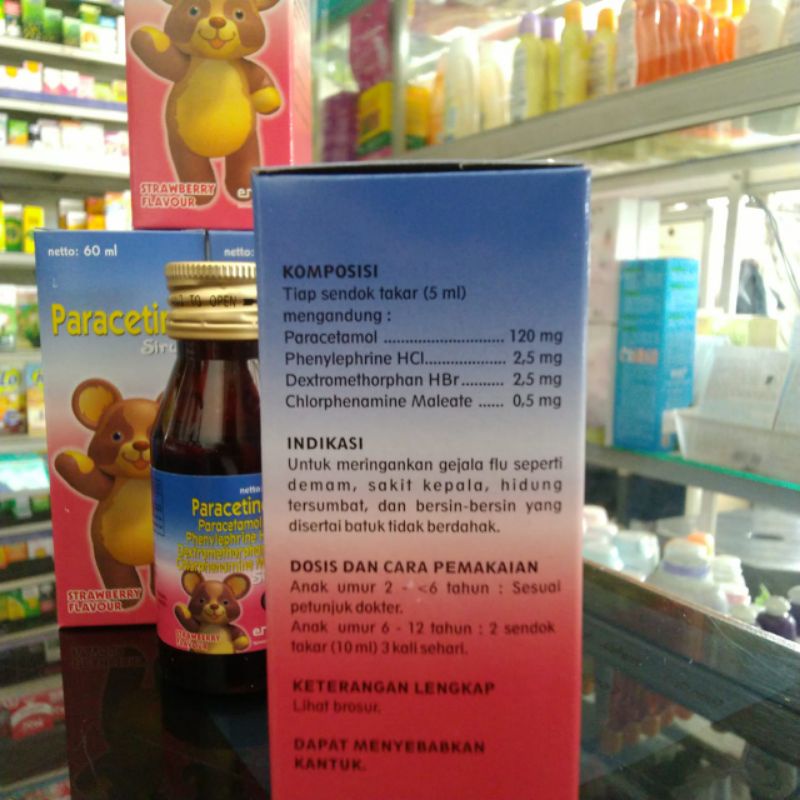 STRAWBERRY
FLAVOUR
netto: 60 ml
netto:
STRAWBERRY
FLAVOUR
TO OPEN
Paracetamol
STRAWBERRY
FLAVOUR
KOMPOSISI
Tiap sendok takar (5 ml)
mengandung :
Paracetamol ............................ 120 mg
Phenylephrine HCl................... 2,5 mg
Dextromethorphan HBr.......... 2,5 mg
Chlorphenamine Maleate ...... 0,5 mg
INDIKASI
Untuk meringankan gejala flu seperti
demam, sakit kepala, hidung
tersumbat, dan bersin-bersin yang
disertai batuk tidak berdahak.
DOSIS DAN CARA PEMAKAIAN
Anak umur 2 - <6 tahun : Sesuai
petunjuk dokter.
Anak umur 6 - 12 tahun : 2 sendok
takar (10 ml) 3 kali sehari.
KETERANGAN LENGKAP
Lihat brosur.
DAPAT MENYEBABKAN
KANTUK.